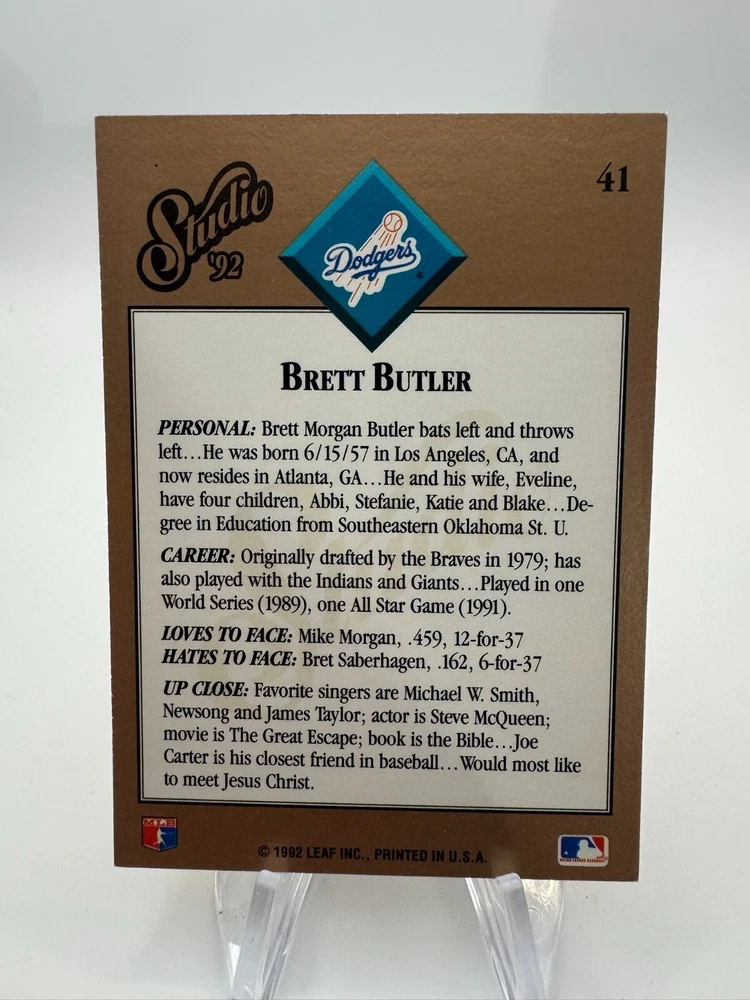 Studio
'92
41
Dodgers
BRETT BUTLER
PERSONAL: Brett Morgan Butler bats left and throws
left...He was born 6/15/57 in Los Angeles, CA, and
now resides in Atlanta, GA...He and his wife, Eveline,
have four children, Abbi, Stefanie, Katie and Blake...De-
gree in Education from Southeastern Oklahoma St. U.
CAREER: Originally drafted by the Braves in 1979; has
also played with the Indians and Giants...Played in one
World Series (1989), one All Star Game (1991).
LOVES TO FACE: Mike Morgan, .459, 12-for-37
HATES TO FACE: Bret Saberhagen, .162, 6-for-37
UP CLOSE: Favorite singers are Michael W. Smith,
Newsong and James Taylor; actor is Steve McQueen;
movie is The Great Escape; book is the Bible...Joe
Carter is his closest friend in baseball...Would most like
to meet Jesus Christ.
© 1992 LEAF INC., PRINTED IN U.S.A.
MAJOR LEAGUE BASEBALL